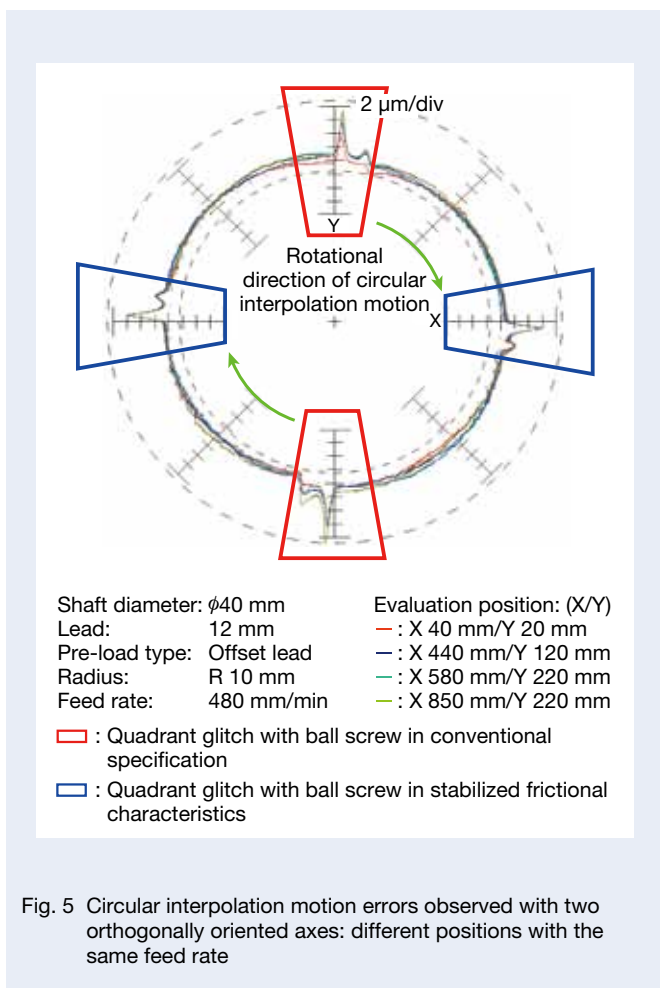 2 µm/div
Y
Rotational
direction of circular
interpolation motion
X
Shaft diameter: ϕ40 mm
Lead: 12 mm
Pre-load type: Offset lead
Radius: R 10 mm
Feed rate: 480 mm/min
Evaluation position: (X/Y)
– : X 40 mm/Y 20 mm
– : X 440 mm/Y 120 mm
– : X 580 mm/Y 220 mm
– : X 850 mm/Y 220 mm
: Quadrant glitch with ball screw in conventional
specification
: Quadrant glitch with ball screw in stabilized frictional
characteristics
Fig. 5 Circular interpolation motion errors observed with two
orthogonally oriented axes: different positions with the
same feed rate